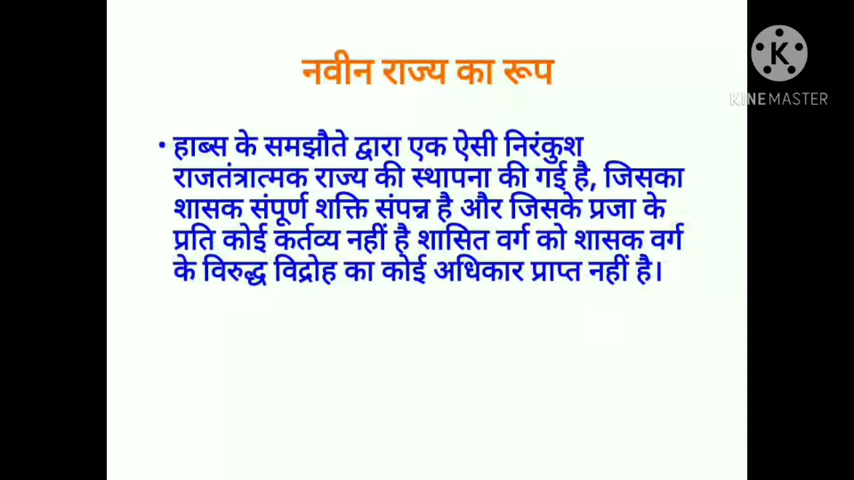 नवीन राज्य का रूप
• हाब्स के समझौते द्वारा एक ऐसी निरंकुश
राजतंत्रात्मक राज्य की स्थापना की गई है, जिसका
शासक संपूर्ण शक्ति संपन्न है और जिसके प्रजा के
प्रति कोई कर्तव्य नहीं है शासित वर्ग को शासक वर्ग
के विरुद्ध विद्रोह का कोई अधिकार प्राप्त नहीं है।
K
KINEMASTER